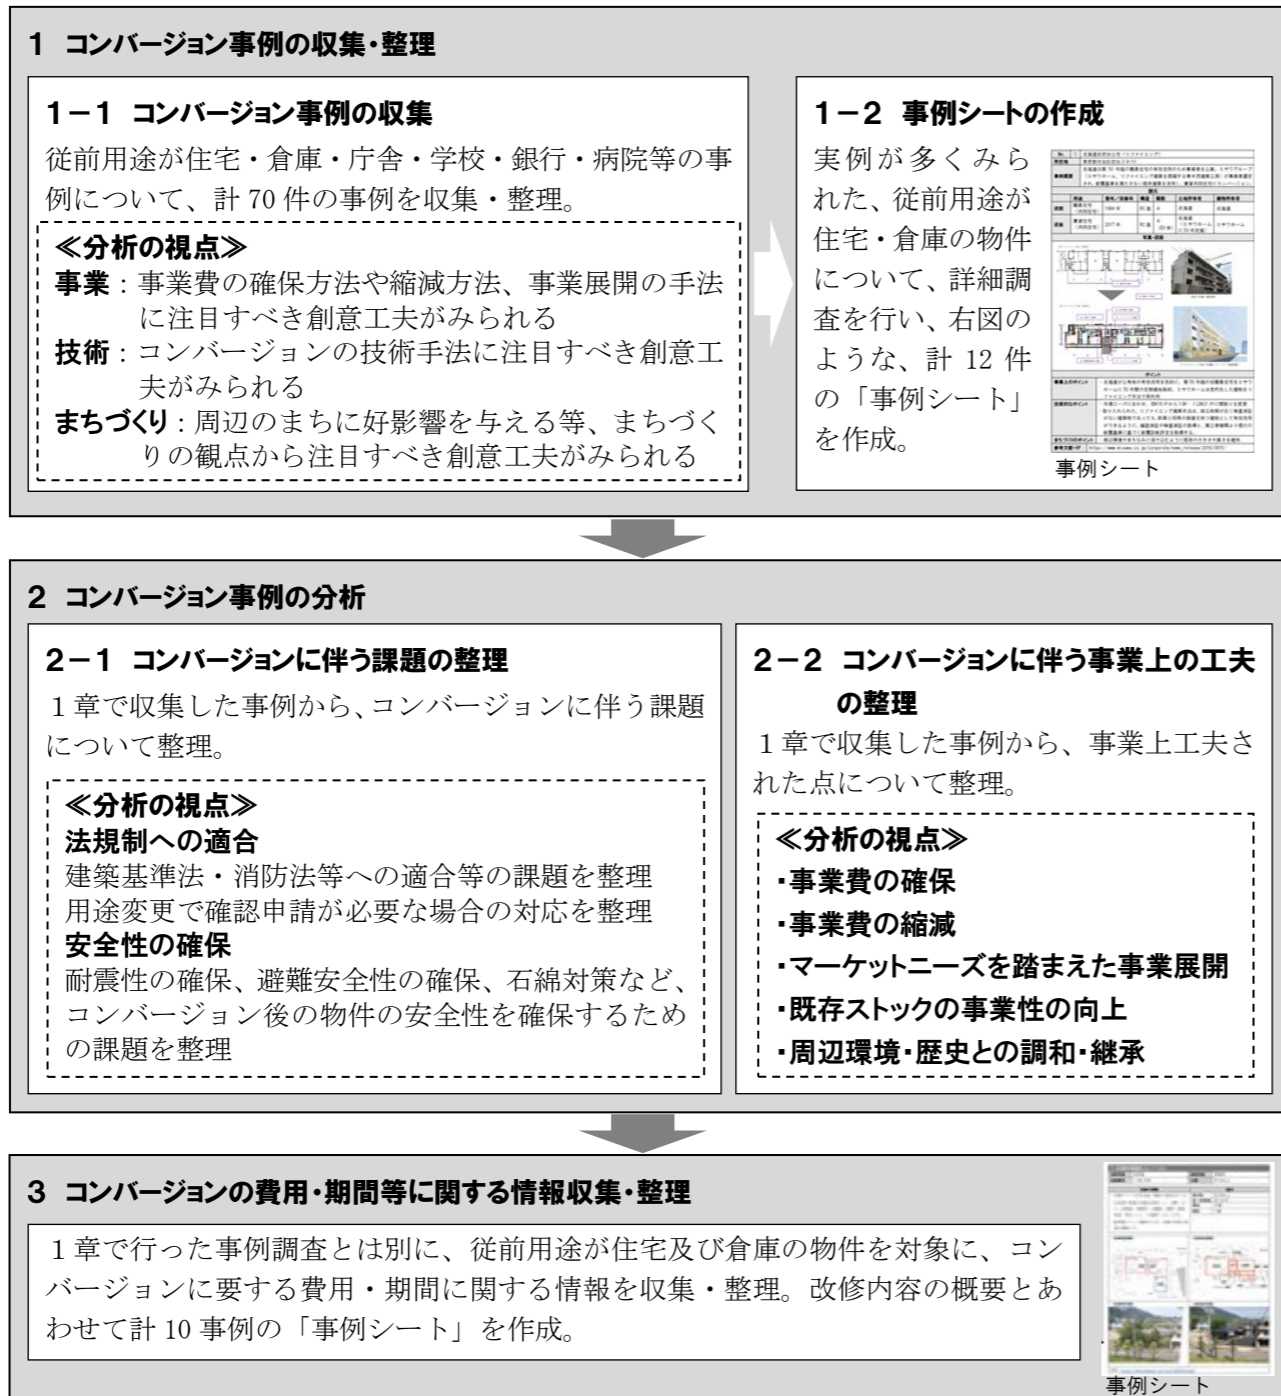 1 コンバージョン事例の収集・整理
1－1 コンバージョン事例の収集
従前用途が住宅・倉庫・庁舎・学校・銀行・病院等の事
例について、計 70 件の事例を収集・整理。
≪分析の視点≫
事業：事業費の確保方法や縮減方法、事業展開の手法
に注目すべき創意工夫がみられる
技術：コンバージョンの技術手法に注目すべき創意工
夫がみられる
まちづくり：周辺のまちに好影響を与える等、まちづく
りの観点から注目すべき創意工夫がみられる
1－2 事例シートの作成
実例が多くみら
れた、従前用途が
住宅・倉庫の物件
について、詳細調
査を行い、右図の
ような、計 12 件
の「事例シート」
を作成。
事例シート
2 コンバージョン事例の分析
2－1 コンバージョンに伴う課題の整理
１章で収集した事例から、コンバージョンに伴う課題
について整理。
≪分析の視点≫
法規制への適合
建築基準法・消防法等への適合等の課題を整理
用途変更で確認申請が必要な場合の対応を整理
安全性の確保
耐震性の確保、避難安全性の確保、石綿対策など、
コンバージョン後の物件の安全性を確保するため
の課題を整理
2－2 コンバージョンに伴う事業上の工夫
の整理
１章で収集した事例から、事業上工夫さ
れた点について整理。
≪分析の視点≫
・事業費の確保
・事業費の縮減
・マーケットニーズを踏まえた事業展開
・既存ストックの事業性の向上
・周辺環境・歴史との調和・継承
3 コンバージョンの費用・期間等に関する情報収集・整理
１章で行った事例調査とは別に、従前用途が住宅及び倉庫の物件を対象に、コン
バージョンに要する費用・期間に関する情報を収集・整理。改修内容の概要とあ
わせて計 10 事例の「事例シート」を作成。
事例シート